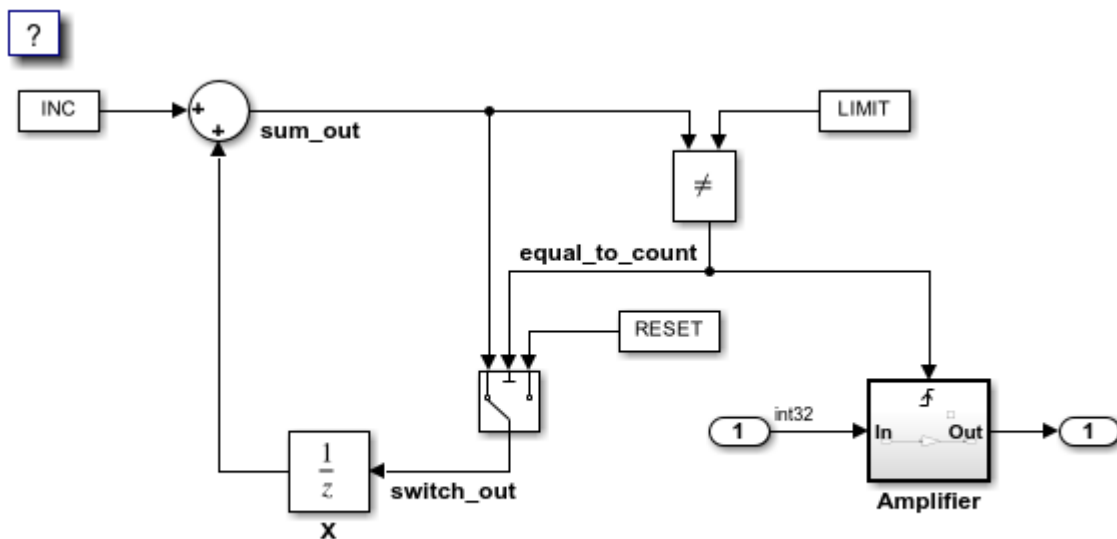 ?
INC
+
+
sum_out
LIMIT
≠
equal_to_count
RESET
1
z
X
switch_out
1
int32
In
Out
1
Amplifier